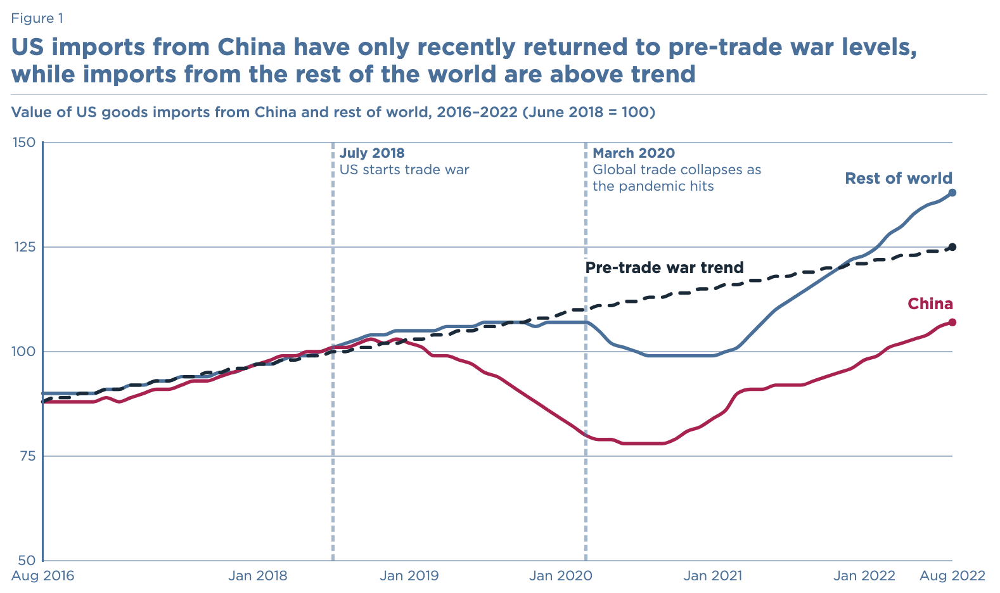 Figure 1
US imports from China have only recently returned to pre-trade war levels,
while imports from the rest of the world are above trend
Value of US goods imports from China and rest of world, 2016–2022 (June 2018 = 100)
150
July 2018
US starts trade war
March 2020
Global trade collapses as
the pandemic hits
Rest of world
125
Pre-trade war trend
China
100
75
50
Aug 2016
Jan 2018
Jan 2019
Jan 2020
Jan 2021
Jan 2022
Aug 2022